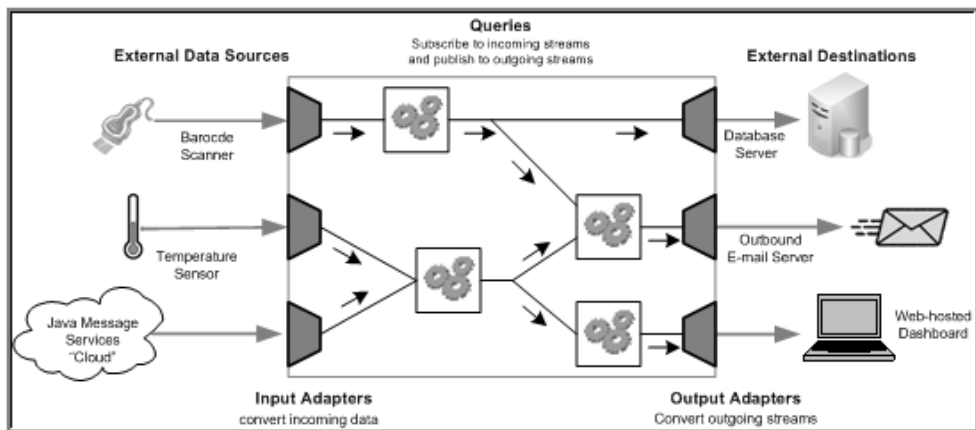 Queries
Subscribe to incoming streams
and publish to outgoing streams
External Data Sources
External Destinations
Barocde
Scanner
Database
Server
Temperature
Sensor
Outbound
E-mail Server
Java Message
Services
"Cloud"
Web-hosted
Dashboard
Input Adapters
convert incoming data
Output Adapters
Convert outgoing streams